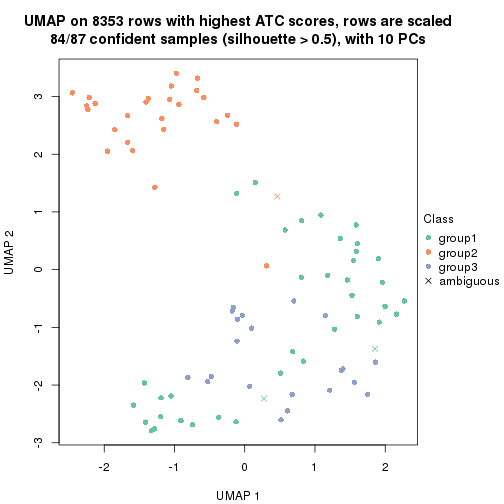 UMAP on 8353 rows with highest ATC scores, rows are scaled
84/87 confident samples (silhouette > 0.5), with 10 PCs
UMAP 2
3
2
1
0
-1
-2
-3
-2
-1
0
1
2
UMAP 1
Class
group1
group2
group3
ambiguous